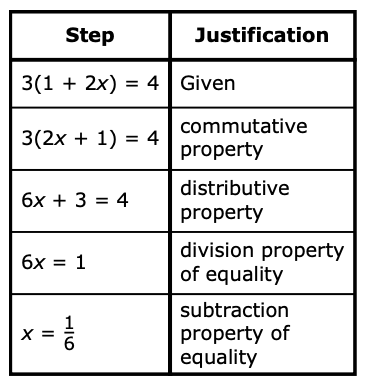 Step Justification
3(1 + 2x) = 4 Given
3(2x + 1) = 4 commutative
property
6x + 3 = 4 distributive
property
6x = 1 division property
of equality
x = 1/6 subtraction
property of
equality